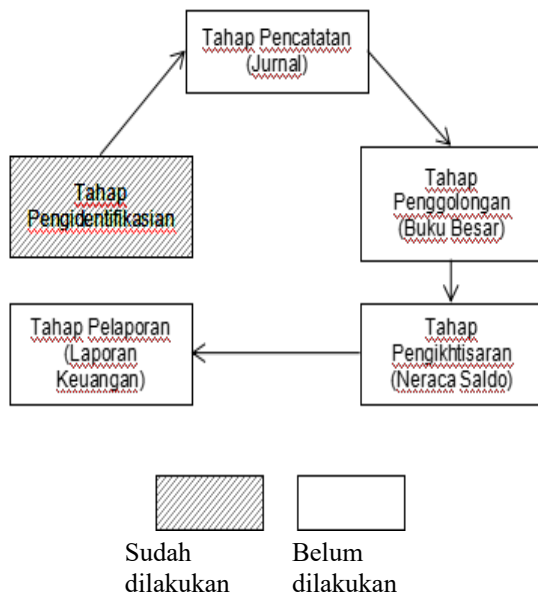 Tahap Pencatatan
(Jurnal)
Tahap
Pengidentifikasian
Tahap
Penggolongan
(Buku Besar)
Tahap Pelaporan
(Laporan
Keuangan)
Tahap
Pengikhtisaran
(Neraca Saldo)
Sudah
dilakukan
Belum
dilakukan